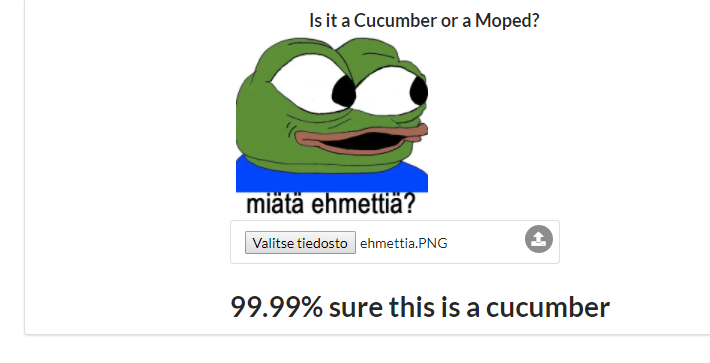 Is it a Cucumber or a Moped?
miätä ehmettiä?
Valitse tiedosto ehmettia.PNG
99.99% sure this is a cucumber